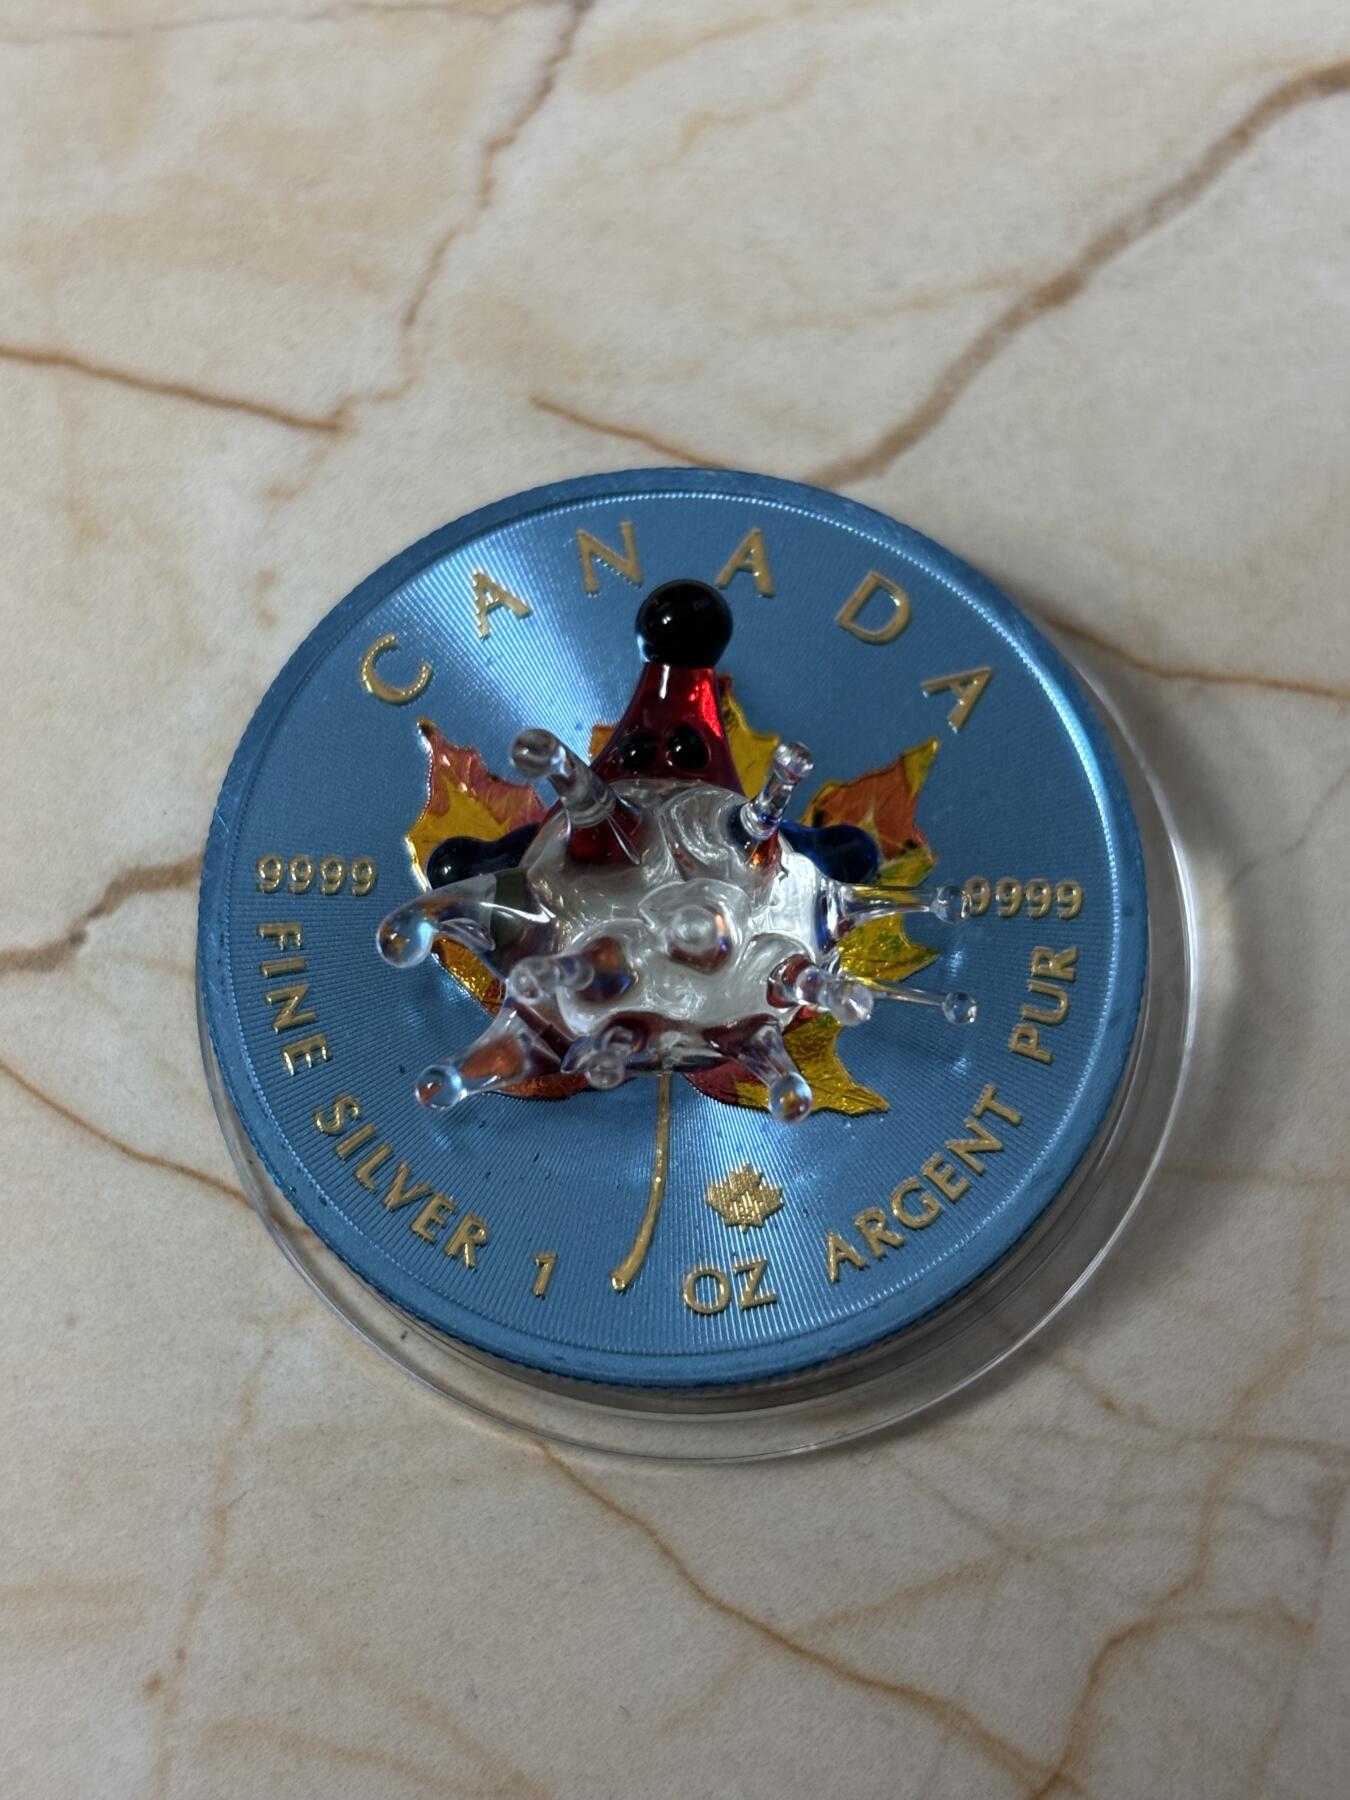 CANADA
9999
9999
FINE SILVER 1 OZ ARGENT PUR